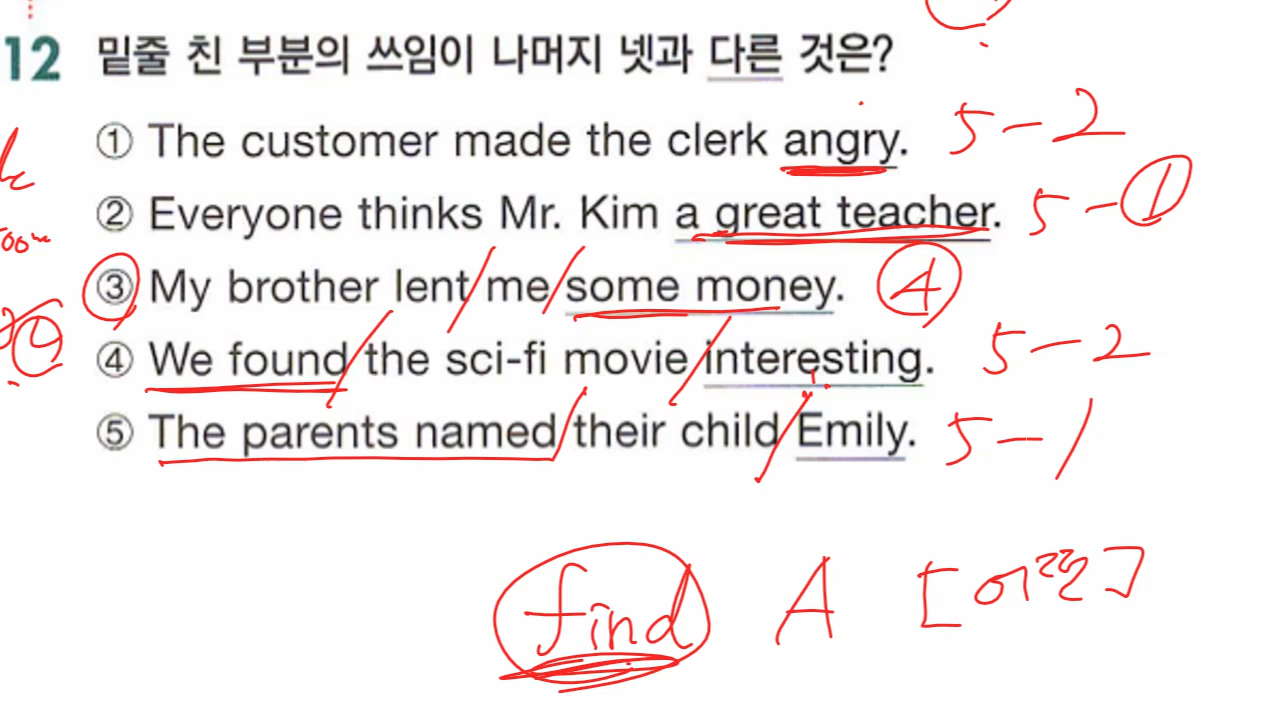 12 밑줄 친 부분의 쓰임이 나머지 넷과 다른 것은?
① The customer made the clerk angry. 5-2
② Everyone thinks Mr. Kim a great teacher. 5-①
③ My brother lent me some money. 4
④ We found the sci-fi movie interesting. 5-2
⑤ The parents named their child Emily. 5-1
find A